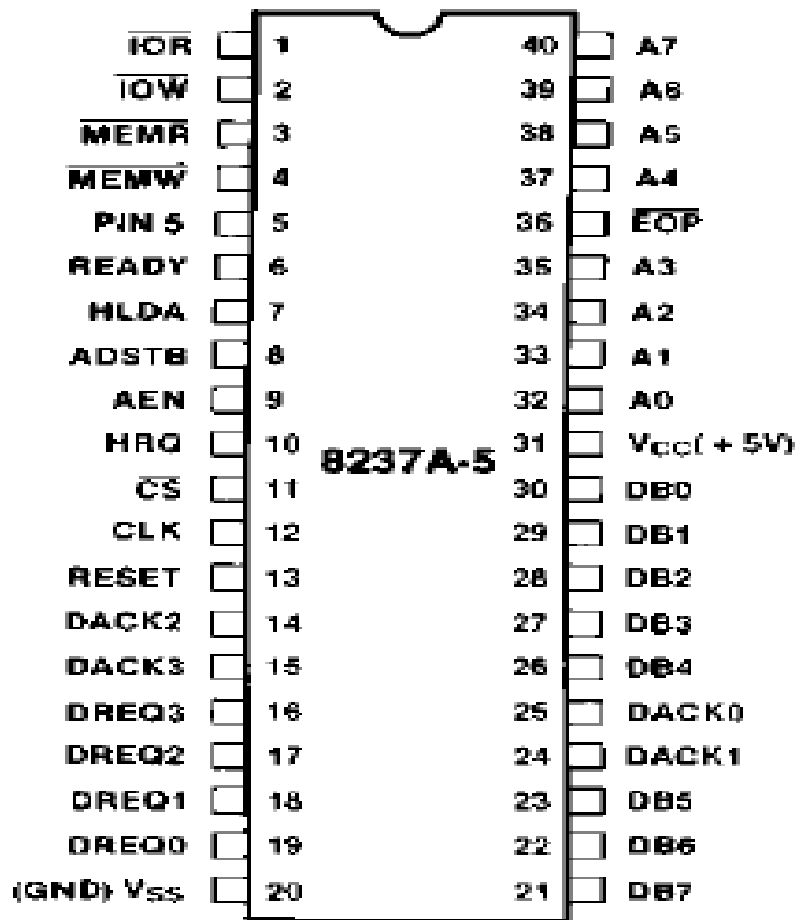 IOR 1 40 A7
IOW 2 39 A6
MEMR 3 38 A5
MEMW 4 37 A4
PIN 5 5 36 EOP
READY 6 35 A3
HLDA 7 34 A2
ADSTB 8 33 A1
AEN 9 32 A0
HRQ 10 31 VCC( + 5V)
8237A-5
CS 11 30 DB0
CLK 12 29 DB1
RESET 13 28 DB2
DACK2 14 27 DB3
DACK3 15 26 DB4
DREQ3 16 25 DACK0
DREQ2 17 24 DACK1
DREQ1 18 23 DB5
DREQ0 19 22 DB6
(GND) VSS 20 21 DB7